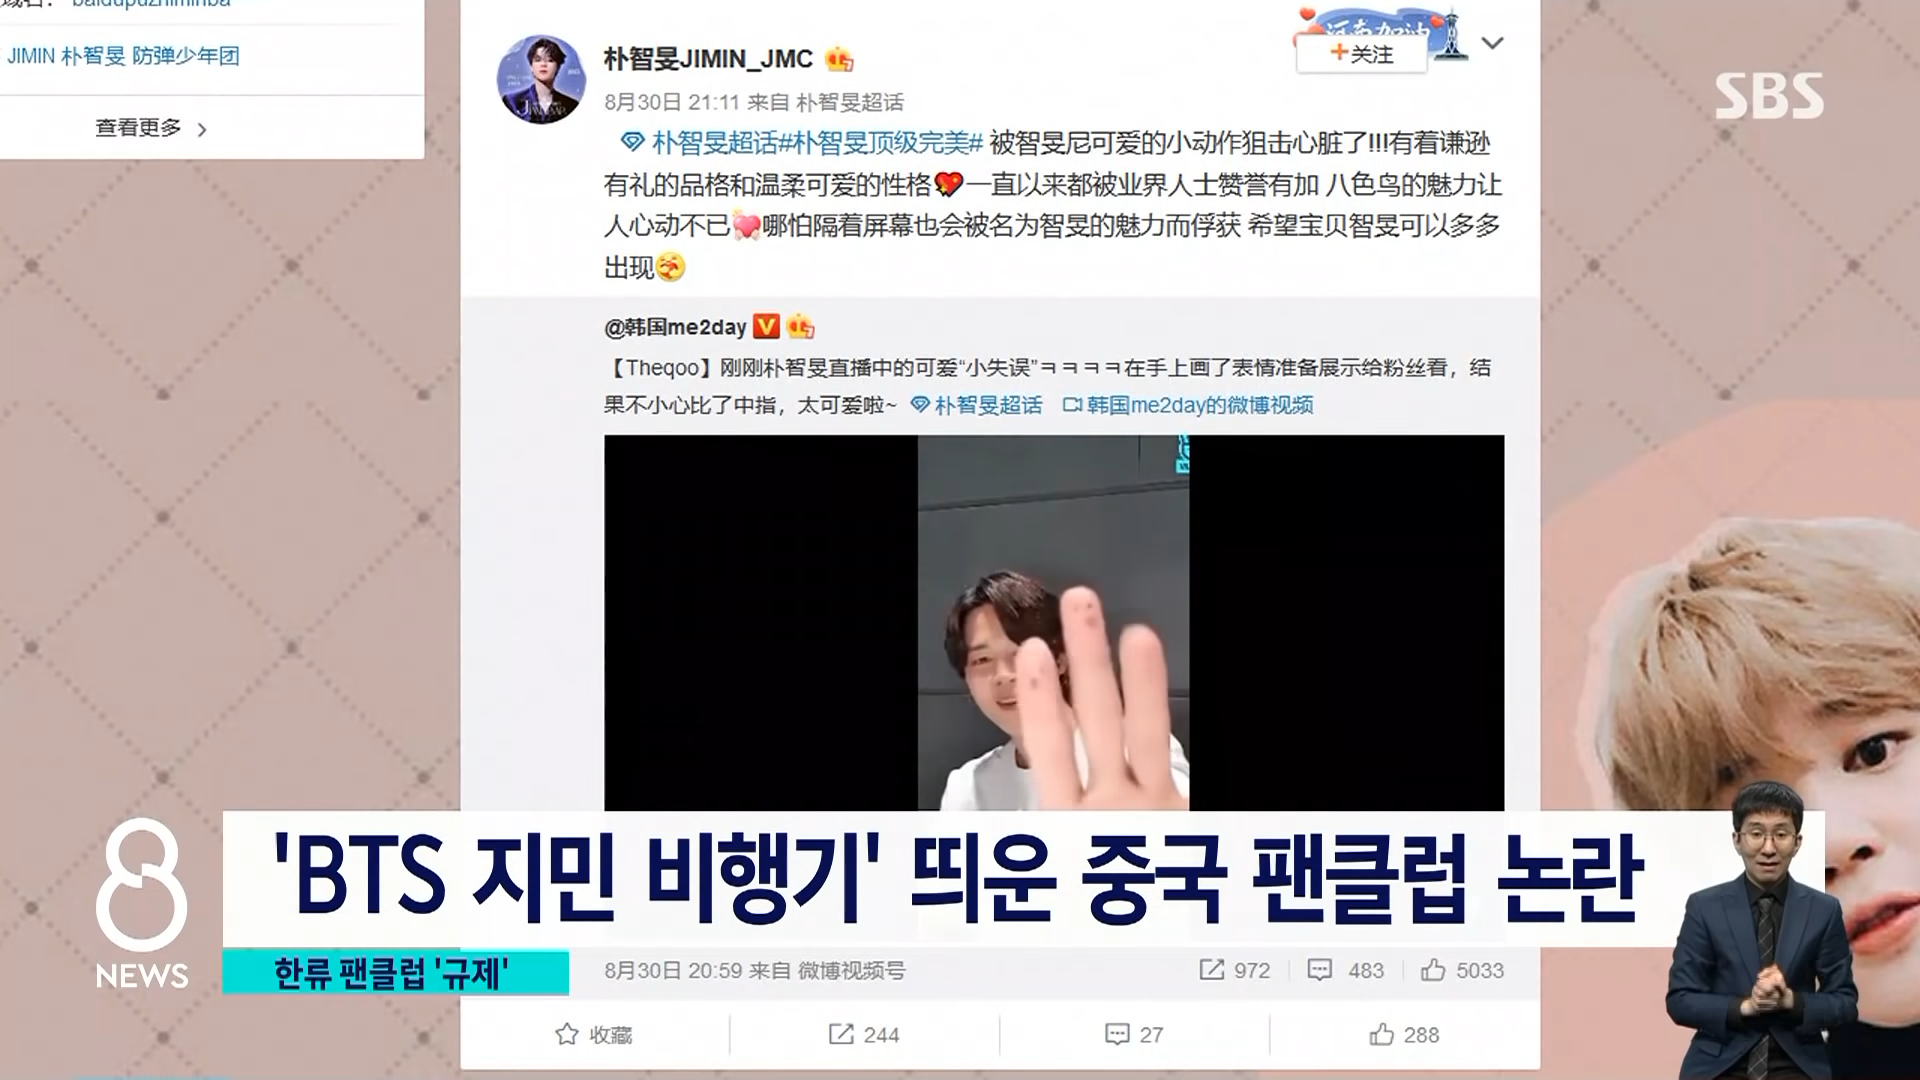 JIMIN 朴智旻 防弹少年团
查看更多 >
朴智旻JIMIN_JMC
8月30日 21:11 来自 朴智旻超话
+关注
SBS
朴智旻超话#朴智旻顶级完美# 被智旻尼可爱的小动作狙击心脏了!!!有着谦逊
有礼的品格和温柔可爱的性格一直以来都被业界人士赞誉有加 八色鸟的魅力让
人心动不已哪怕隔着屏幕也会被名为智旻的魅力而俘获 希望宝贝智旻可以多多
出现
@韩国me2day
【Theqoo】刚刚朴智旻直播中的可爱“小失误”ㅋㅋㅋㅋ在手上画了表情准备展示给粉丝看，结
果不小心比了中指，太可爱啦~ 朴智旻超话 韩国me2day的微博视频
'BTS 지민 비행기' 띄운 중국 팬클럽 논란
8 NEWS
한류 팬클럽 '규제'
8月30日 20:59 来自 微博视频号
972 483 5033
收藏 244 27 288